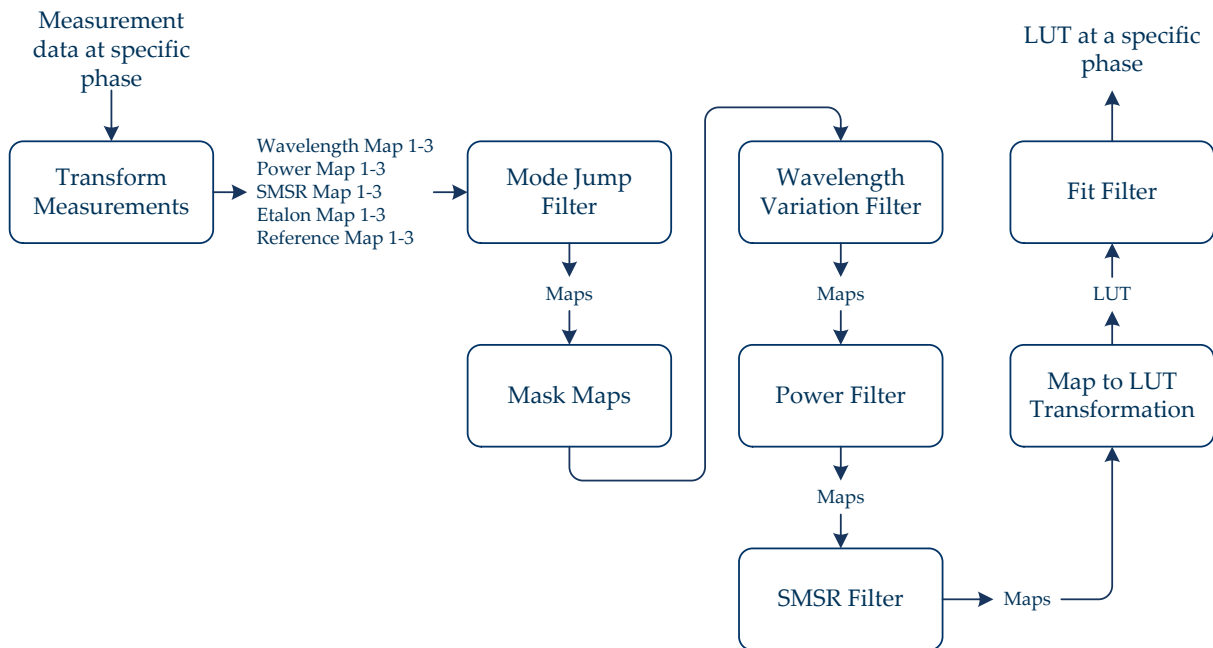 Measurement
data at specific
phase
Transform
Measurements
Wavelength Map 1-3
Power Map 1-3
SMSR Map 1-3
Etalon Map 1-3
Reference Map 1-3
Mode Jump
Filter
Maps
Mask Maps
Wavelength
Variation Filter
Maps
Power Filter
Maps
SMSR Filter
Maps
Map to LUT
Transformation
LUT
Fit Filter
LUT at a specific
phase